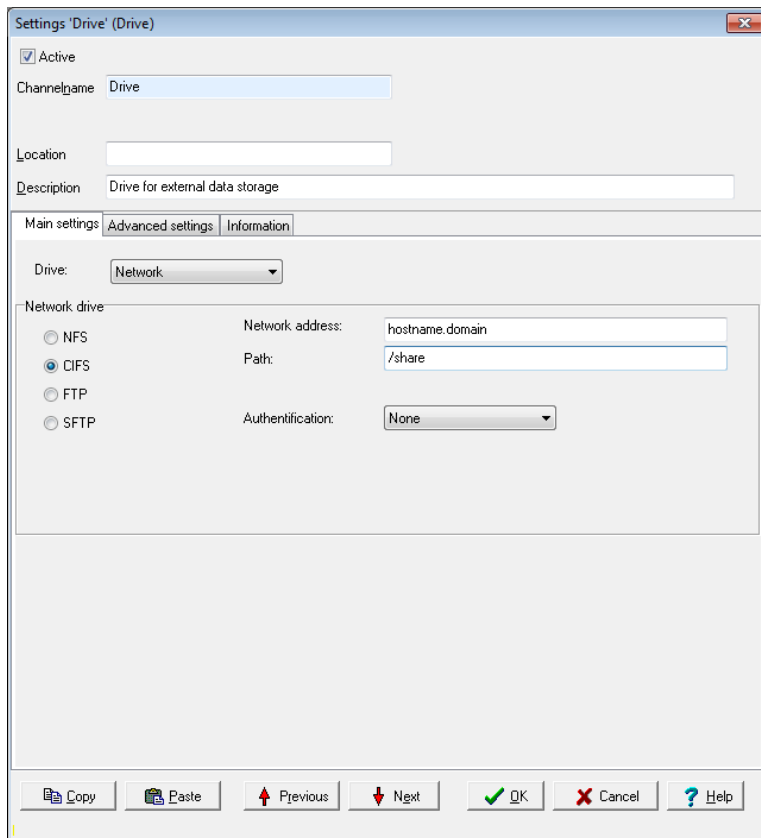 Settings 'Drive' (Drive)
Active
Channelname Drive
Location
Description Drive for external data storage
Main settings Advanced settings Information
Drive: Network
Network drive
NFS Network address: hostname.domain
CIFS Path: /share
FTP
SFTP Authentification: None
Copy Paste Previous Next OK Cancel ? Help